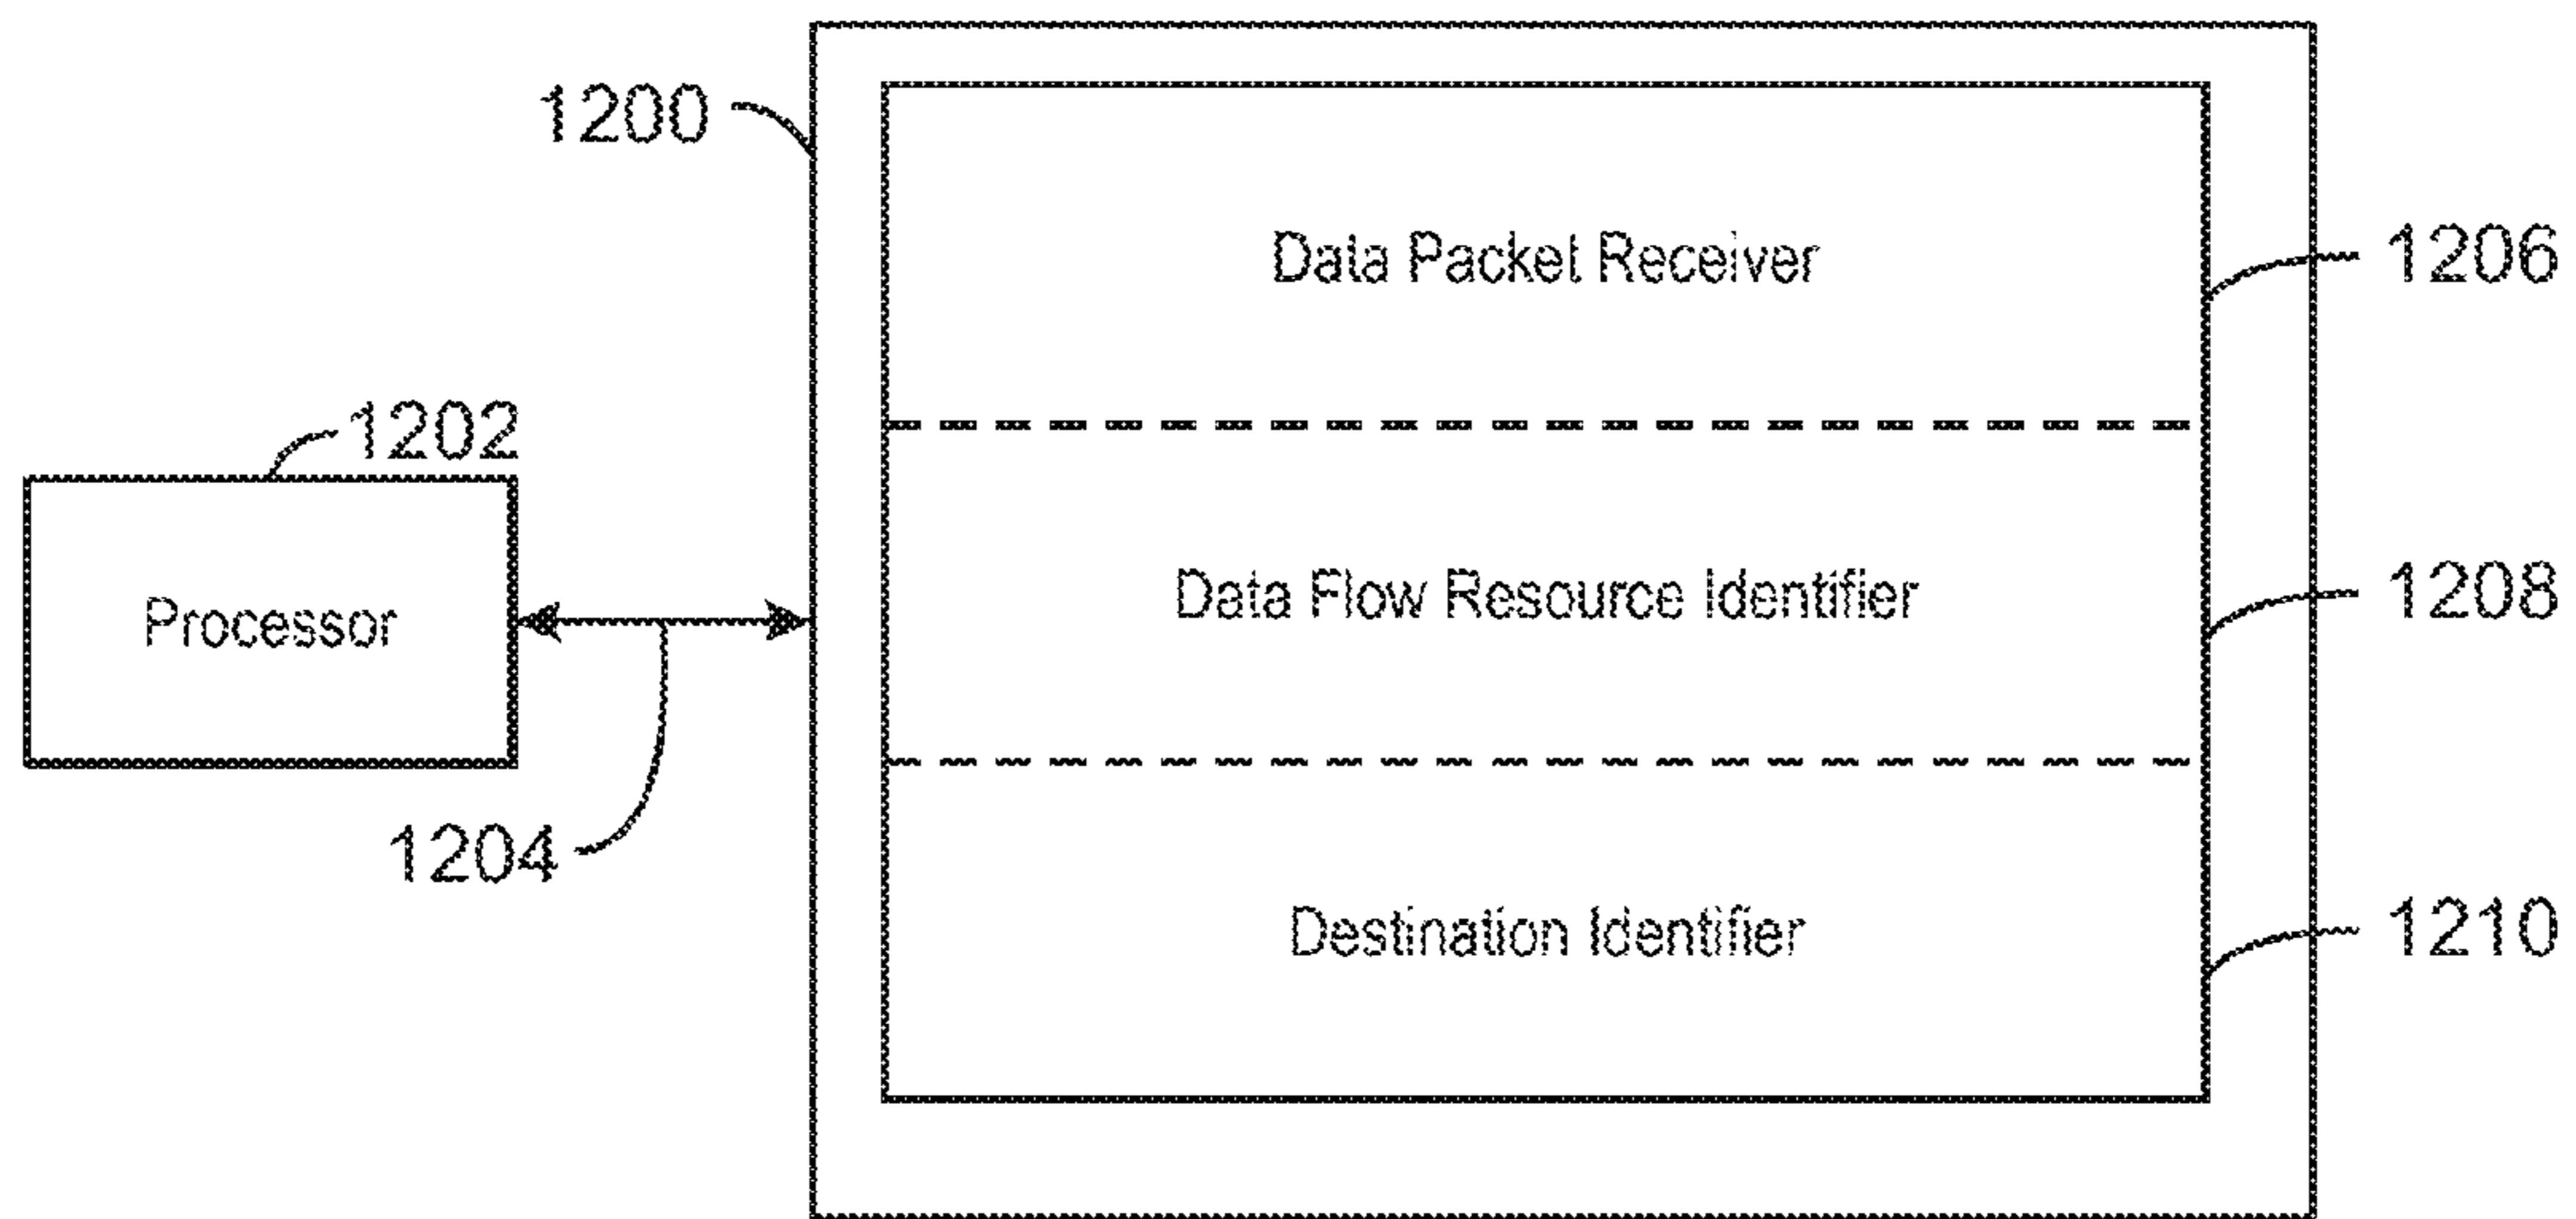 1200
Data Packet Receiver
1206
1202
Processor
Data Flow Resource Identifier
1208
1204
Destination Identifier
1210